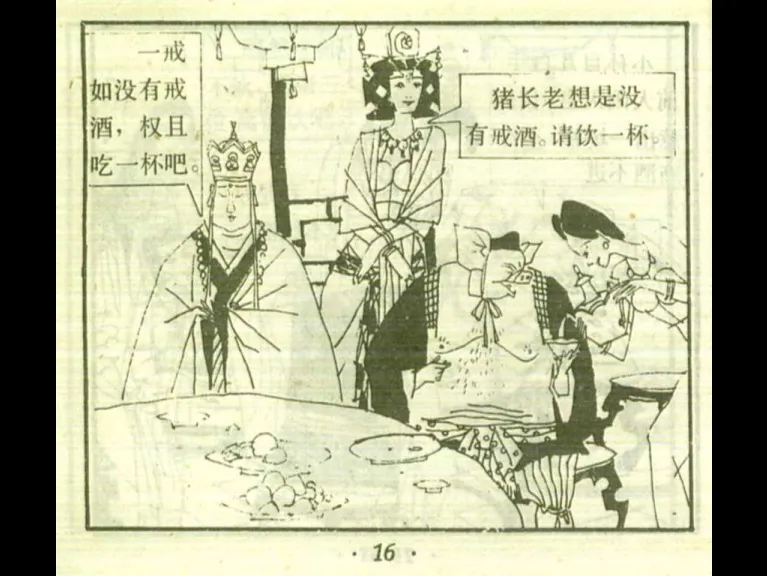 一戒
如没有戒
酒，权且
吃一杯吧。
猪长老想是没
有戒酒。请饮一杯
·16·